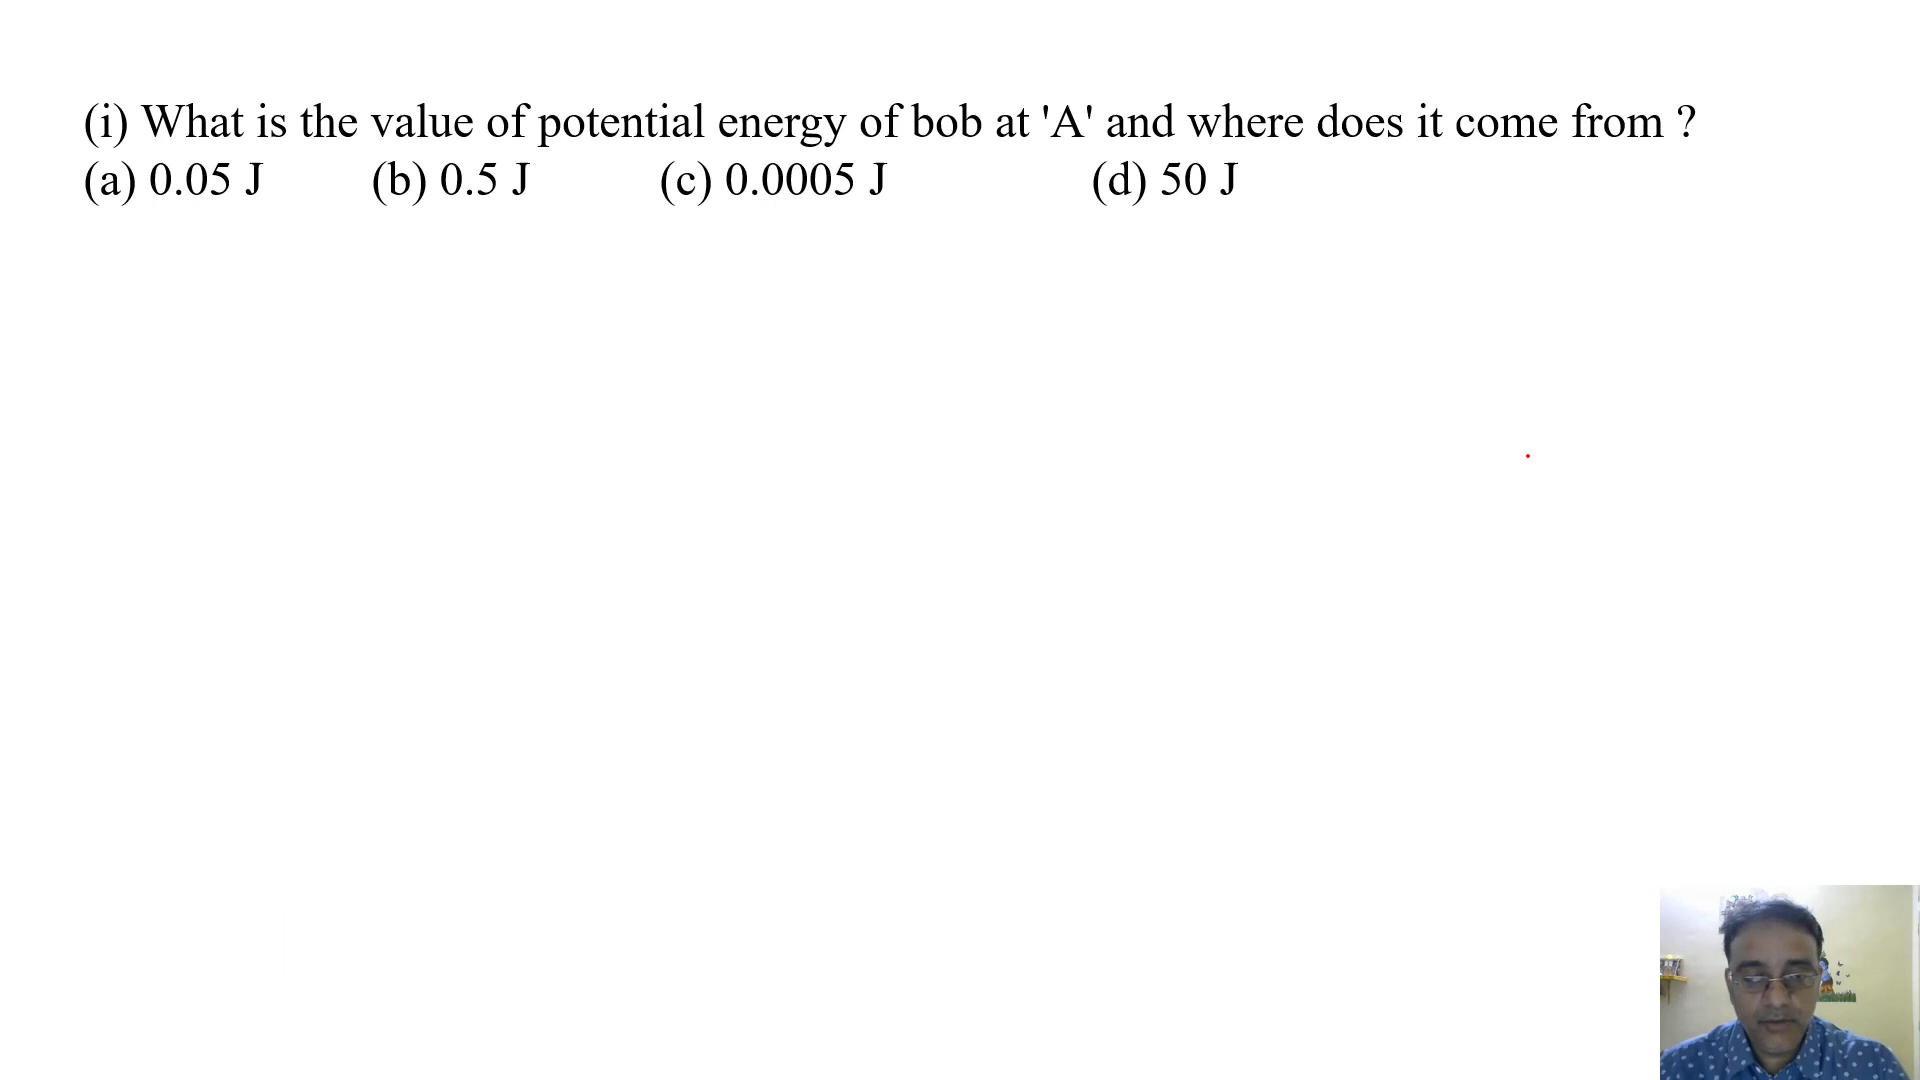 (i) What is the value of potential energy of bob at 'A' and where does it come from ?
(a) 0.05 J (b) 0.5 J (c) 0.0005 J (d) 50 J